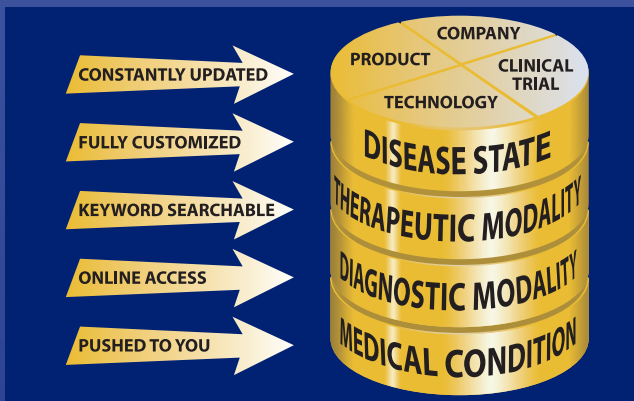 CONSTANTLY UPDATED
FULLY CUSTOMIZED
KEYWORD SEARCHABLE
ONLINE ACCESS
PUSHED TO YOU
COMPANY
PRODUCT
CLINICAL
TRIAL
TECHNOLOGY
DISEASE STATE
THERAPEUTIC MODALITY
DIAGNOSTIC MODALITY
MEDICAL CONDITION